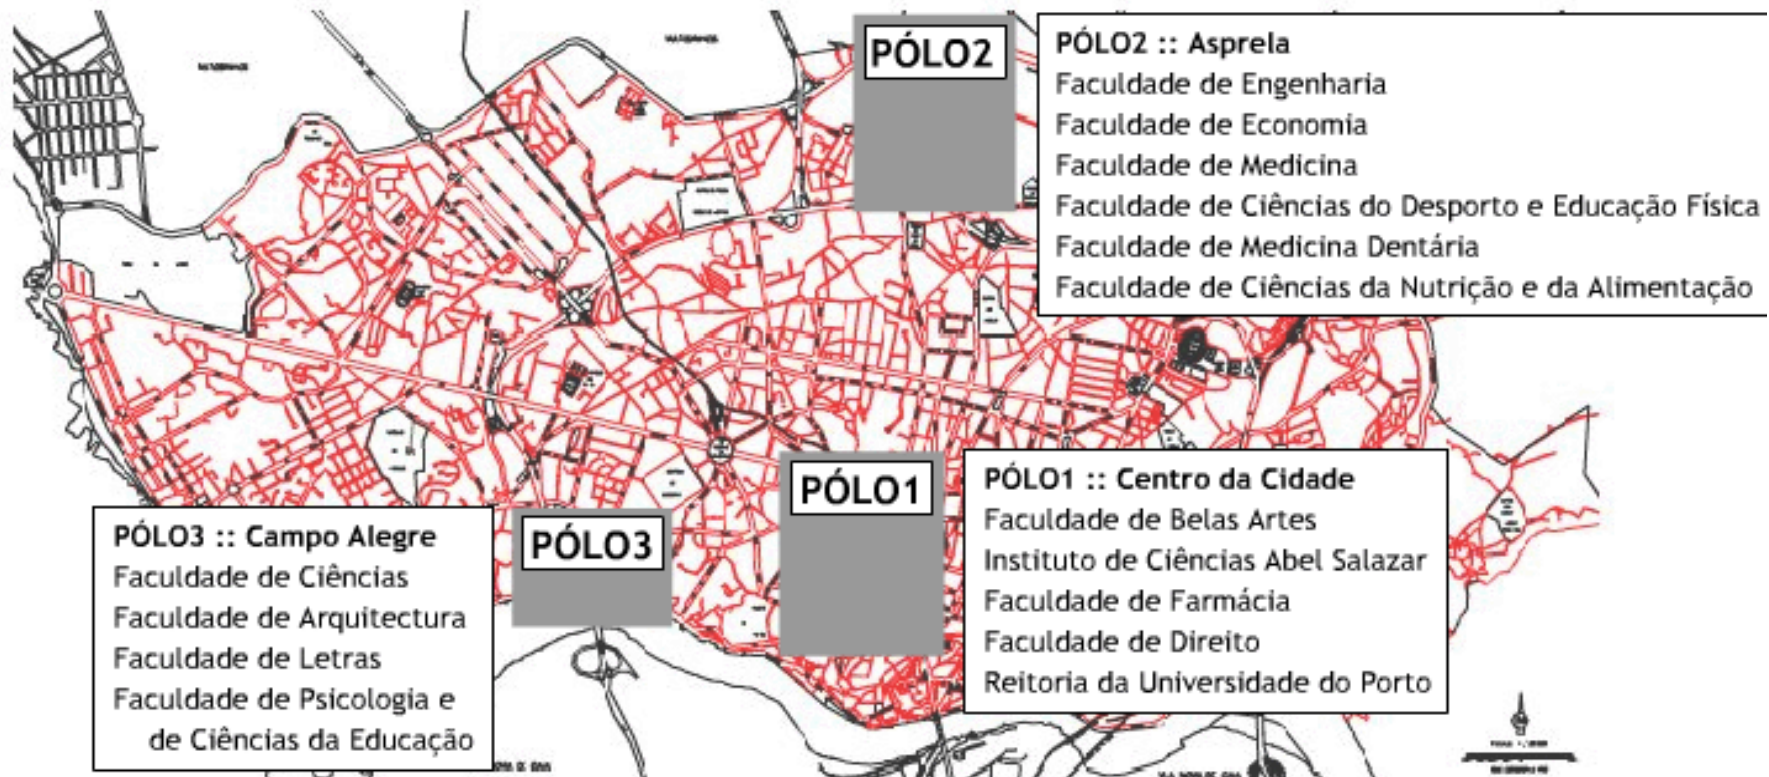 PÓLO2
PÓLO2 :: Asprela
Faculdade de Engenharia
Faculdade de Economia
Faculdade de Medicina
Faculdade de Ciências do Desporto e Educação Física
Faculdade de Medicina Dentária
Faculdade de Ciências da Nutrição e da Alimentação
PÓLO1
PÓLO1 :: Centro da Cidade
Faculdade de Belas Artes
Instituto de Ciências Abel Salazar
Faculdade de Farmácia
Faculdade de Direito
Reitoria da Universidade do Porto
PÓLO3
PÓLO3 :: Campo Alegre
Faculdade de Ciências
Faculdade de Arquitectura
Faculdade de Letras
Faculdade de Psicologia e
de Ciências da Educação